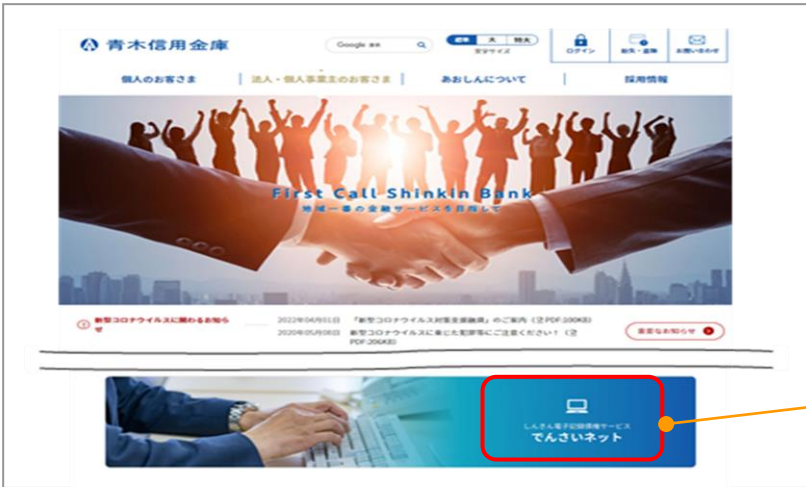 青木信用金庫
Google 検索
標準 大 特大
文字サイズ
ログイン
紛失・盗難
お問い合わせ
個人のお客さま
法人・個人事業主のお客さま
あおしんについて
採用情報
First Call Shinkin Bank
地域一番の金融サービスを目指して
新型コロナウイルスに関わるお知らせ
2022年04月01日 「新型コロナウイルス対策支援融資」のご案内 (PDF:100KB)
2020年05月08日 新型コロナウイルスに乗じた犯罪等にご注意ください！ (PDF:206KB)
重要なお知らせ
しんきん電子記録債権サービス
でんさいネット